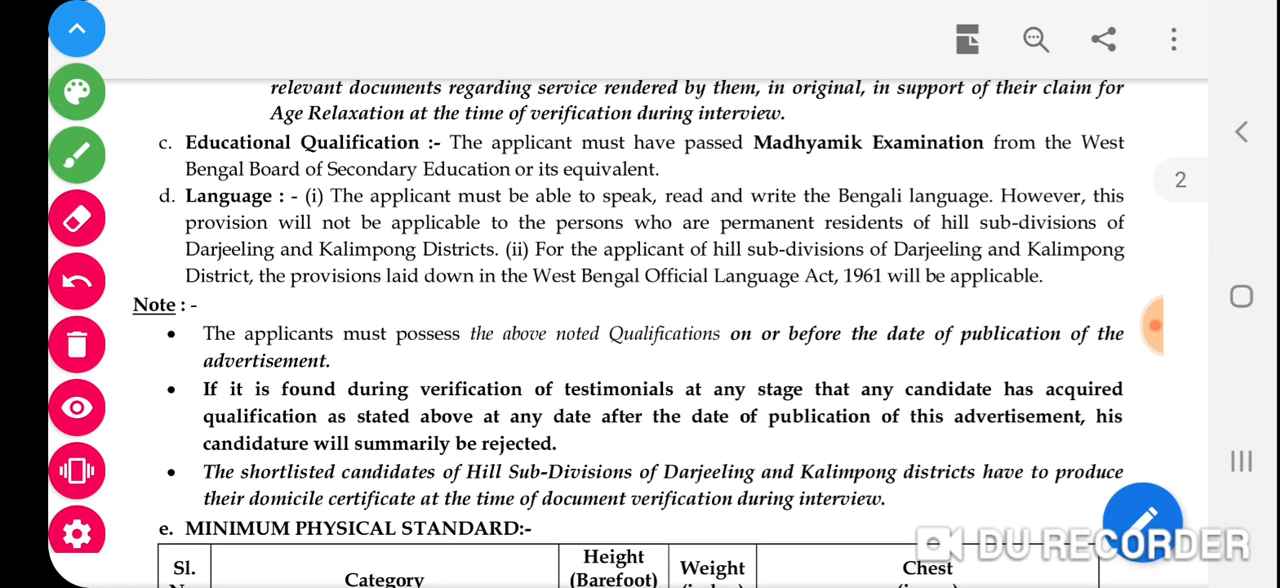 relevant documents regarding service rendered by them, in original, in support of their claim for
Age Relaxation at the time of verification during interview.
c. Educational Qualification :- The applicant must have passed Madhyamik Examination from the West
Bengal Board of Secondary Education or its equivalent.
2
d. Language : - (i) The applicant must be able to speak, read and write the Bengali language. However, this
provision will not be applicable to the persons who are permanent residents of hill sub-divisions of
Darjeeling and Kalimpong Districts. (ii) For the applicant of hill sub-divisions of Darjeeling and Kalimpong
District, the provisions laid down in the West Bengal Official Language Act, 1961 will be applicable.
Note : -
• The applicants must possess the above noted Qualifications on or before the date of publication of the
advertisement.
• If it is found during verification of testimonials at any stage that any candidate has acquired
qualification as stated above at any date after the date of publication of this advertisement, his
candidature will summarily be rejected.
• The shortlisted candidates of Hill Sub-Divisions of Darjeeling and Kalimpong districts have to produce
their domicile certificate at the time of document verification during interview.
e. MINIMUM PHYSICAL STANDARD:-
DU RECORDER
Sl. Category Height Weight Chest
(Barefoot)